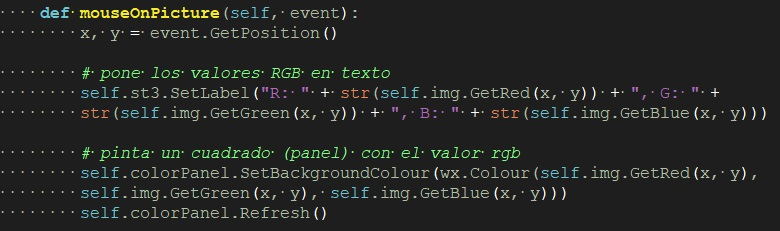 def mouseOnPicture(self, event):
x, y = event.GetPosition()
# pone los valores RGB en texto
self.st3.SetLabel("R: " + str(self.img.GetRed(x, y)) + ", G: " +
str(self.img.GetGreen(x, y)) + ", B: " + str(self.img.GetBlue(x, y)))
# pinta un cuadrado (panel) con el valor rgb
self.colorPanel.SetBackgroundColour(wx.Colour(self.img.GetRed(x, y),
self.img.GetGreen(x, y), self.img.GetBlue(x, y)))
self.colorPanel.Refresh()